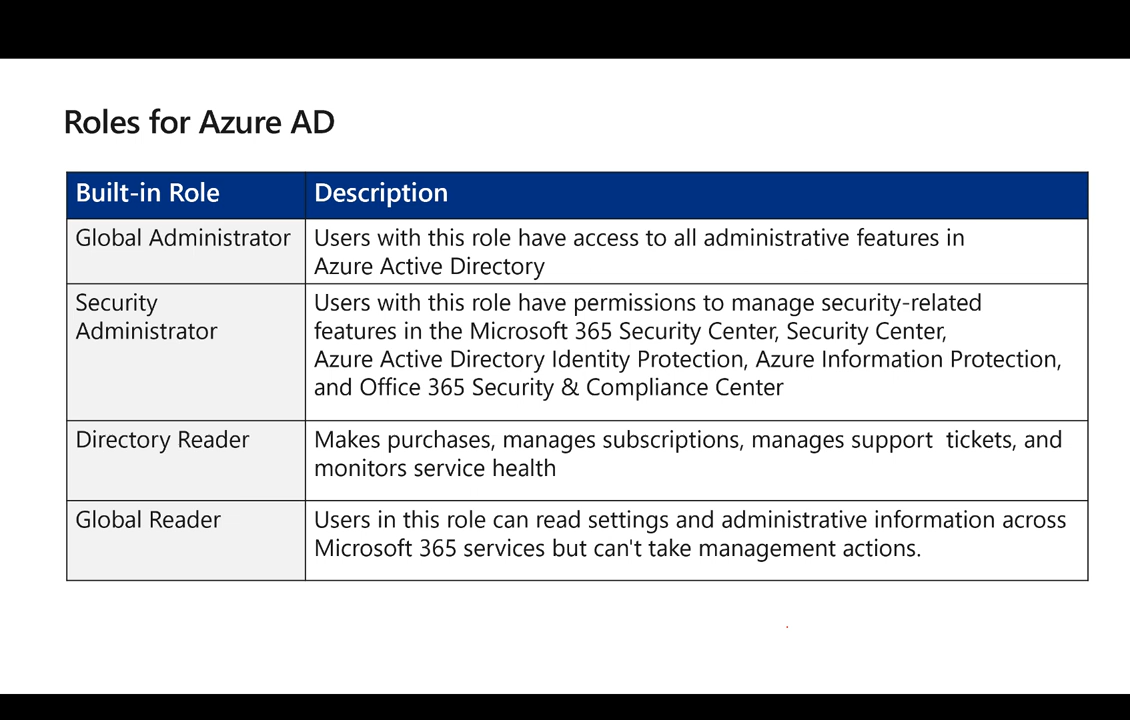 Roles for Azure AD
Built-in Role
Description
Global Administrator
Users with this role have access to all administrative features in
Azure Active Directory
Security
Administrator
Users with this role have permissions to manage security-related
features in the Microsoft 365 Security Center, Security Center,
Azure Active Directory Identity Protection, Azure Information Protection,
and Office 365 Security & Compliance Center
Directory Reader
Makes purchases, manages subscriptions, manages support  tickets, and
monitors service health
Global Reader
Users in this role can read settings and administrative information across
Microsoft 365 services but can't take management actions.